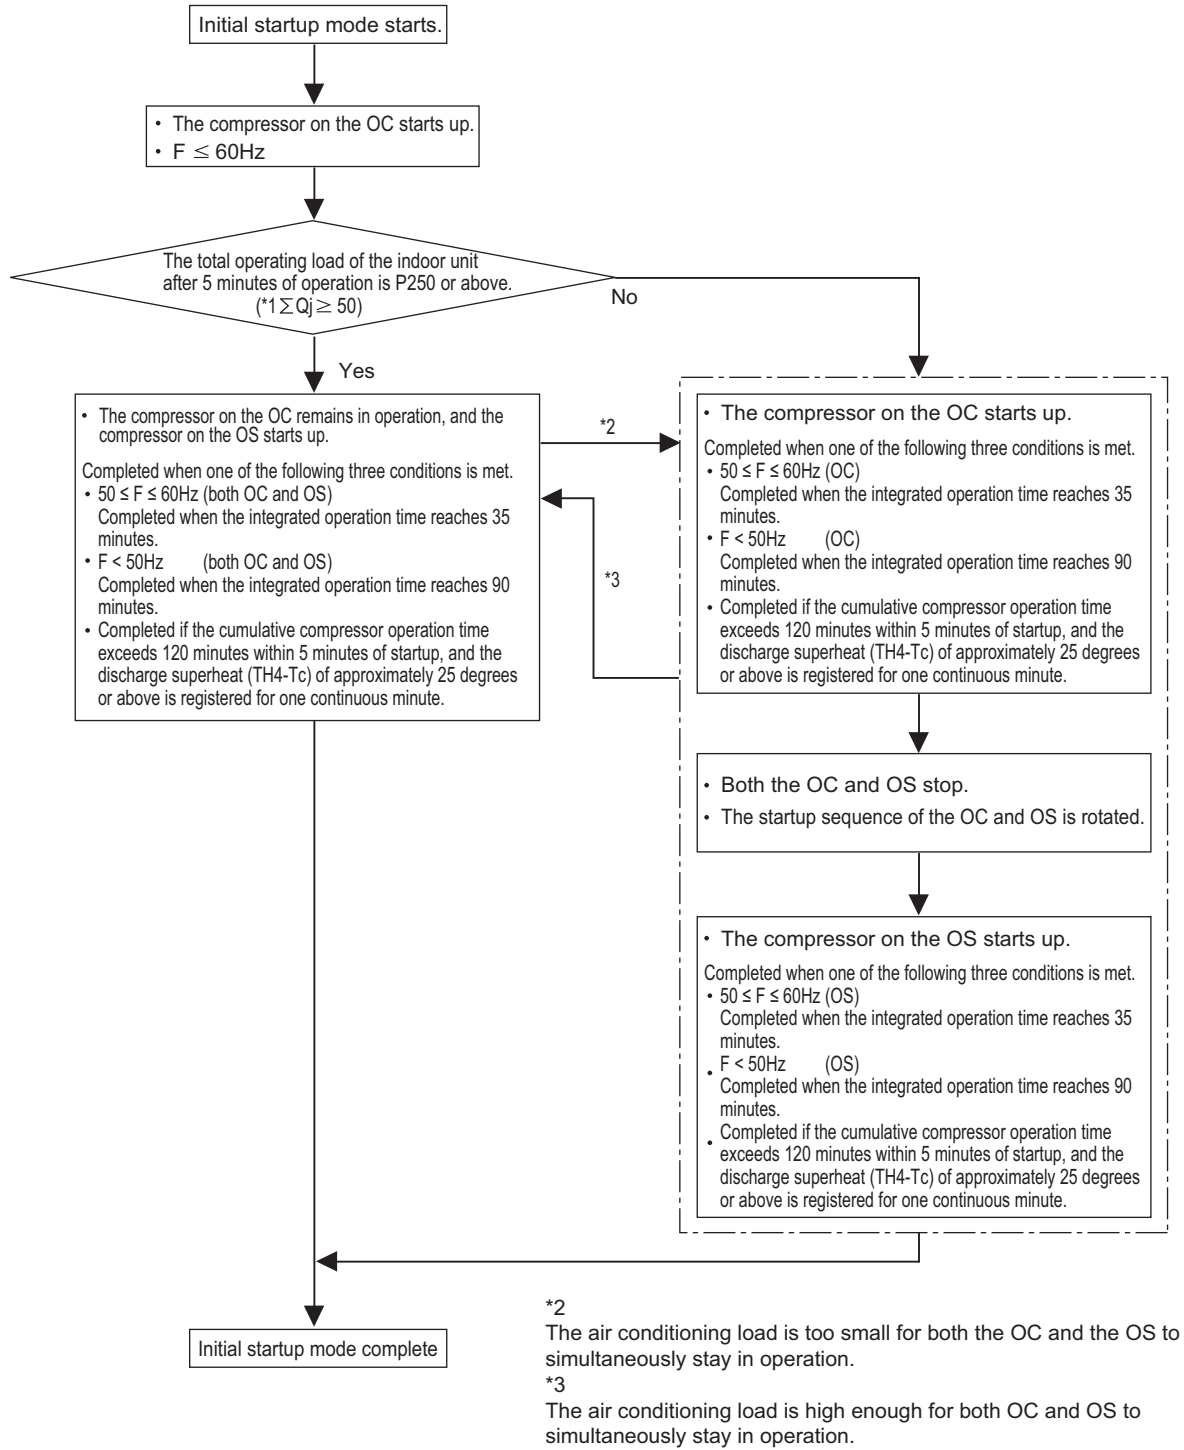 Initial startup mode starts.
• The compressor on the OC starts up.
• F ≤ 60Hz
The total operating load of the indoor unit
after 5 minutes of operation is P250 or above.
(*1∑Qj ≥ 50)
No
Yes
• The compressor on the OC remains in operation, and the
compressor on the OS starts up.
Completed when one of the following three conditions is met.
• 50 ≤ F ≤ 60Hz (both OC and OS)
Completed when the integrated operation time reaches 35
minutes.
• F < 50Hz (both OC and OS)
Completed when the integrated operation time reaches 90
minutes.
• Completed if the cumulative compressor operation time
exceeds 120 minutes within 5 minutes of startup, and the
discharge superheat (TH4-Tc) of approximately 25 degrees
or above is registered for one continuous minute.
*2
*3
• The compressor on the OC starts up.
Completed when one of the following three conditions is met.
• 50 ≤ F ≤ 60Hz (OC)
Completed when the integrated operation time reaches 35
minutes.
• F < 50Hz (OC)
Completed when the integrated operation time reaches 90
minutes.
• Completed if the cumulative compressor operation time
exceeds 120 minutes within 5 minutes of startup, and the
discharge superheat (TH4-Tc) of approximately 25 degrees
or above is registered for one continuous minute.
• Both the OC and OS stop.
• The startup sequence of the OC and OS is rotated.
• The compressor on the OS starts up.
Completed when one of the following three conditions is met.
• 50 ≤ F ≤ 60Hz (OS)
Completed when the integrated operation time reaches 35
minutes.
• F < 50Hz (OS)
Completed when the integrated operation time reaches 90
minutes.
• Completed if the cumulative compressor operation time
exceeds 120 minutes within 5 minutes of startup, and the
discharge superheat (TH4-Tc) of approximately 25 degrees
or above is registered for one continuous minute.
Initial startup mode complete
*2
The air conditioning load is too small for both the OC and the OS to
simultaneously stay in operation.
*3
The air conditioning load is high enough for both OC and OS to
simultaneously stay in operation.